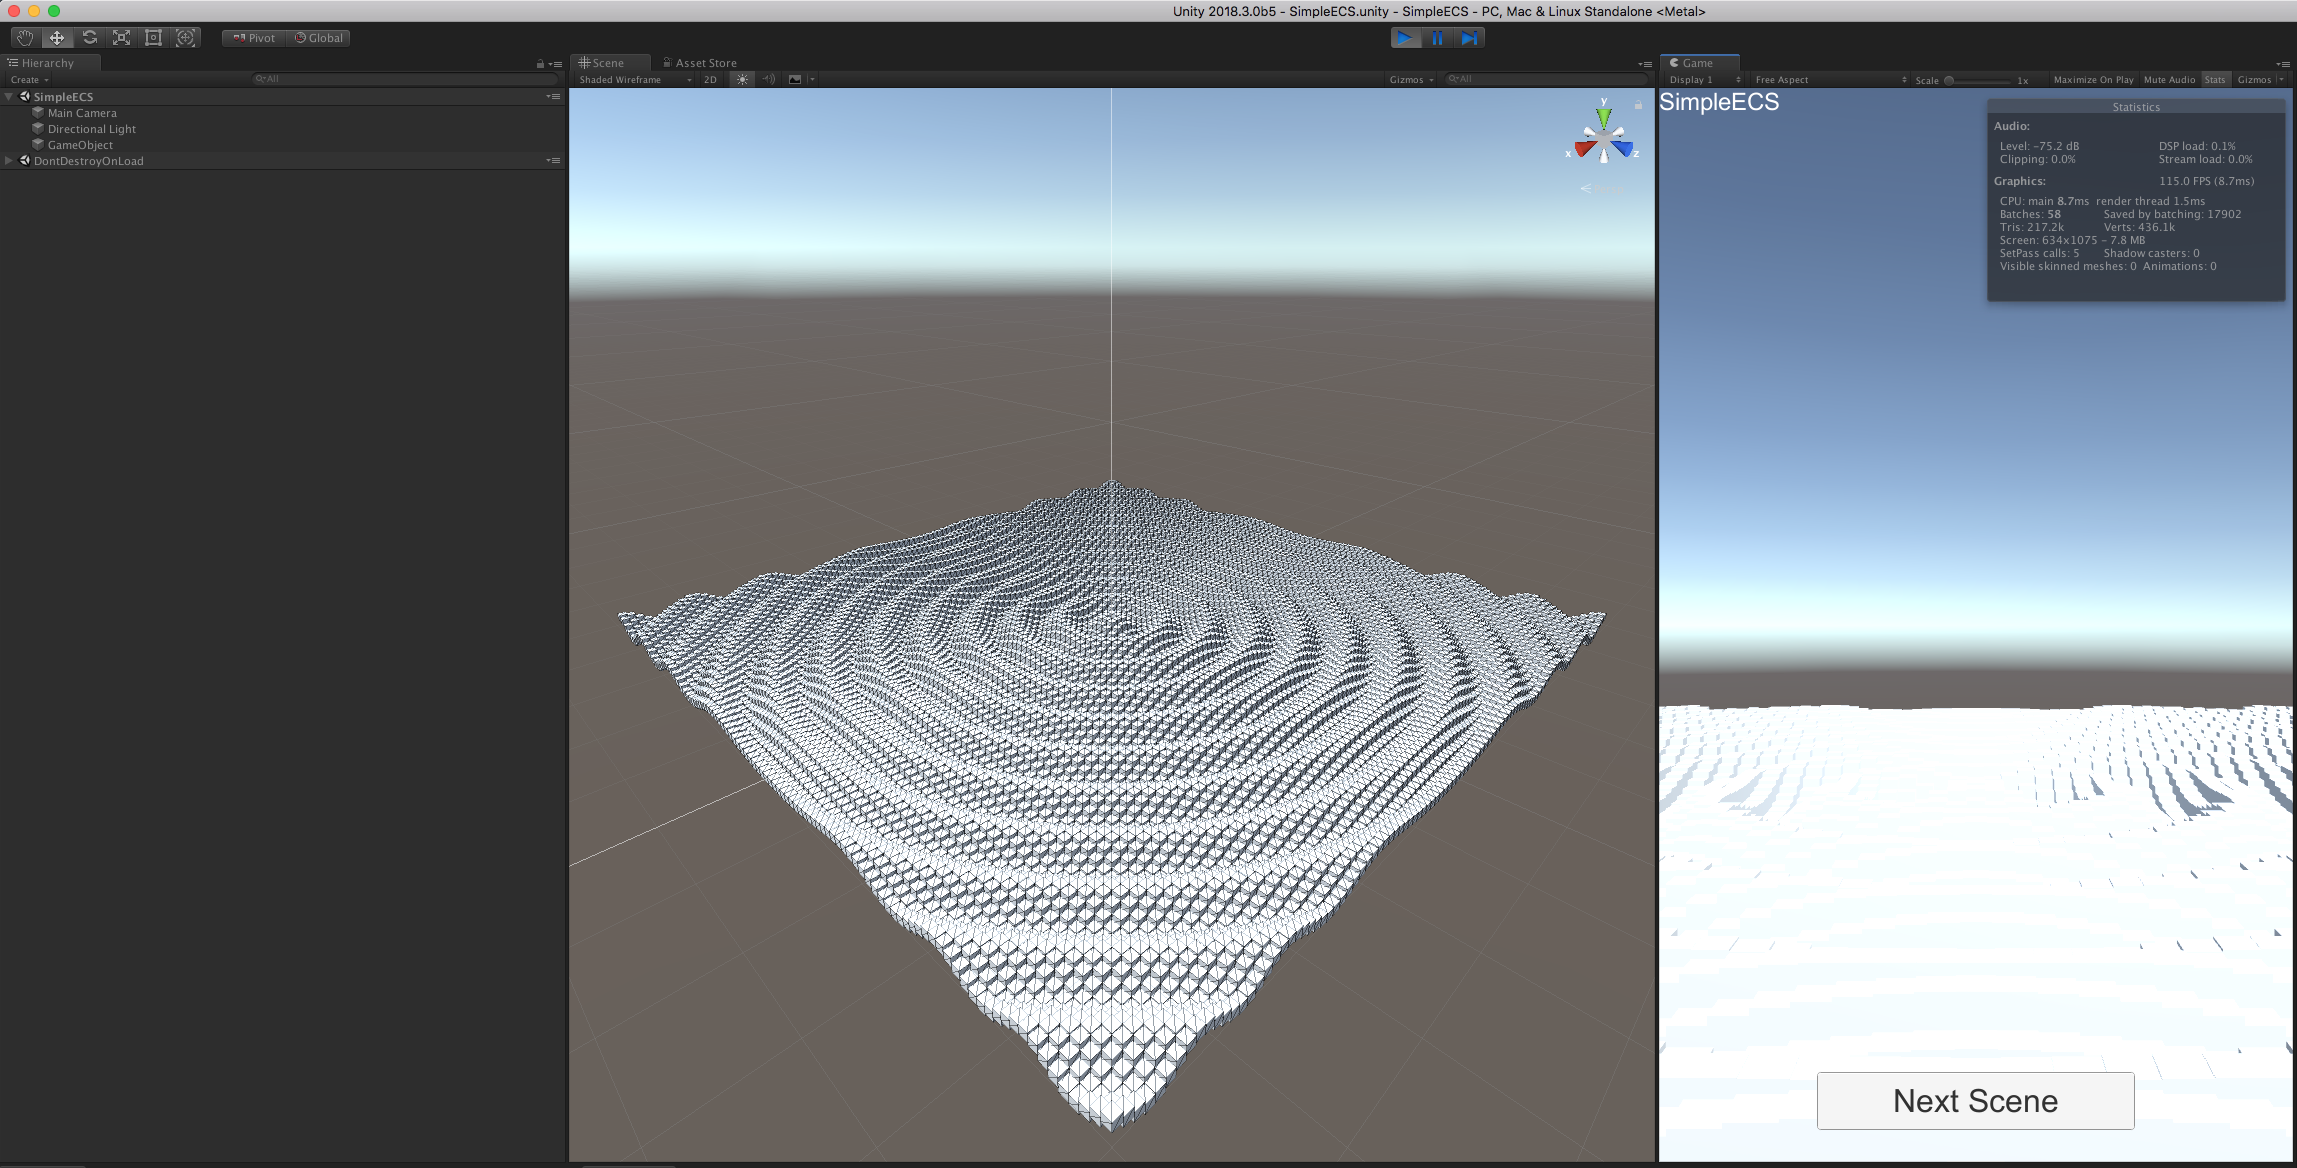 Unity 2018.3.0b5 - SimpleECS.unity - SimpleECS - PC, Mac & Linux Standalone <Metal>
Pivot Global
Hierarchy
Create All
SimpleECS
Main Camera
Directional Light
GameObject
DontDestroyOnLoad
Scene Asset Store
Shaded Wireframe 2D Gizmos All
y
x z
Game
Display 1 Free Aspect Scale 1x Maximize On Play Mute Audio Stats Gizmos
SimpleECS
Statistics
Audio:
Level: -75.2 dB DSP load: 0.1%
Clipping: 0.0% Stream load: 0.0%
Graphics: 115.0 FPS (8.7ms)
CPU: main 8.7ms render thread 1.5ms
Batches: 58 Saved by batching: 17902
Tris: 217.2k Verts: 436.1k
Screen: 634x1075 - 7.8 MB
SetPass calls: 5 Shadow casters: 0
Visible skinned meshes: 0 Animations: 0
Next Scene